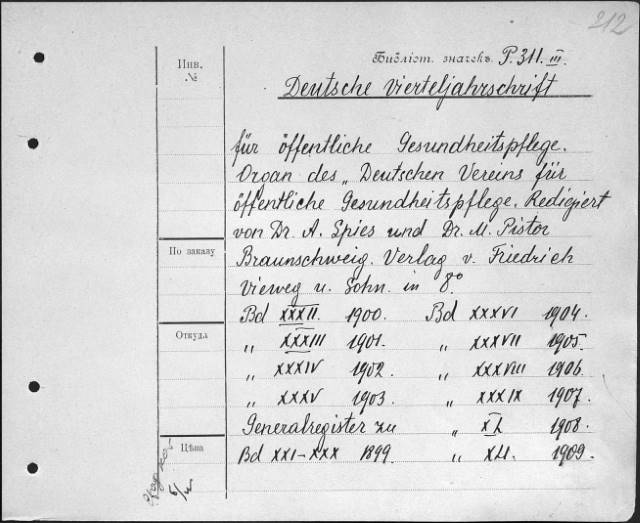 212
Инв.
№
Библіот. значекъ P. 311. III.
Deutsche Vierteljahrschrift
für öffentliche Gesundheitspflege.
Organ des „Deutschen Vereins für
öffentliche Gesundheitspflege. Redigiert
von Dr. A. Spies und Dr. M. Pistor
По заказу
Braunschweig. Verlag v. Friedrich
Vieweg u. Sohn. in 8°
Bd XXXII. 1900. Bd XXXVI 1904.
Откуда
„ XXXIII 1901. „ XXXVII 1905.
„ XXXIV 1902. „ XXXVIII 1906.
„ XXXV 1903. „ XXXIX 1907.
Generalregister zu „ XL 1908.
Цѣна
Bd XXI-XXX 1899. „ XLI. 1909.